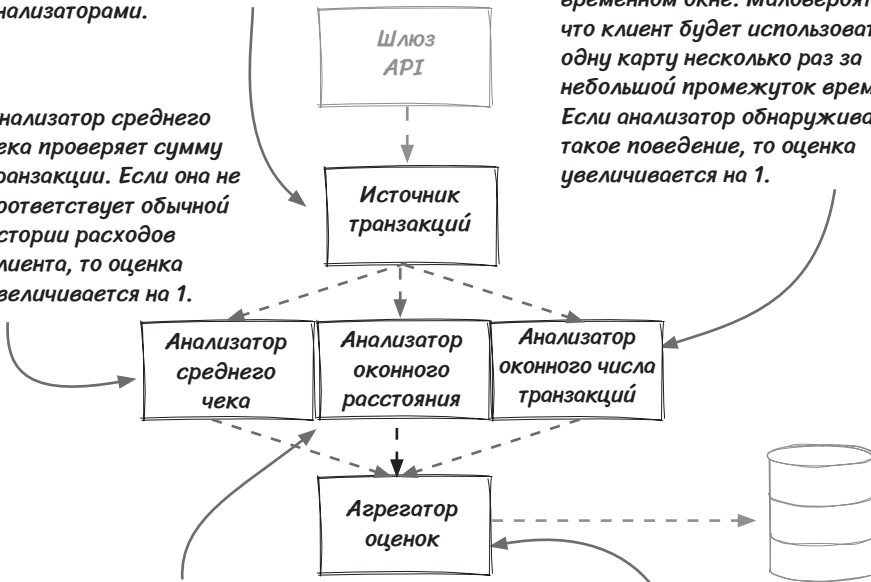 нализаторами.
временном окне. Маловероят
что клиент будет использоват
одну карту несколько раз за
небольшой промежуток врем
Если анализатор обнаружива
такое поведение, то оценка
увеличивается на 1.
Шлюз
API
нализатор среднего
ека проверяет сумму
ранзакции. Если она не
оответствует обычной
стории расходов
лиента, то оценка
величивается на 1.
Источник
транзакций
Анализатор
среднего
чека
Анализатор
оконного
расстояния
Анализатор
оконного числа
транзакций
Агрегатор
оценок